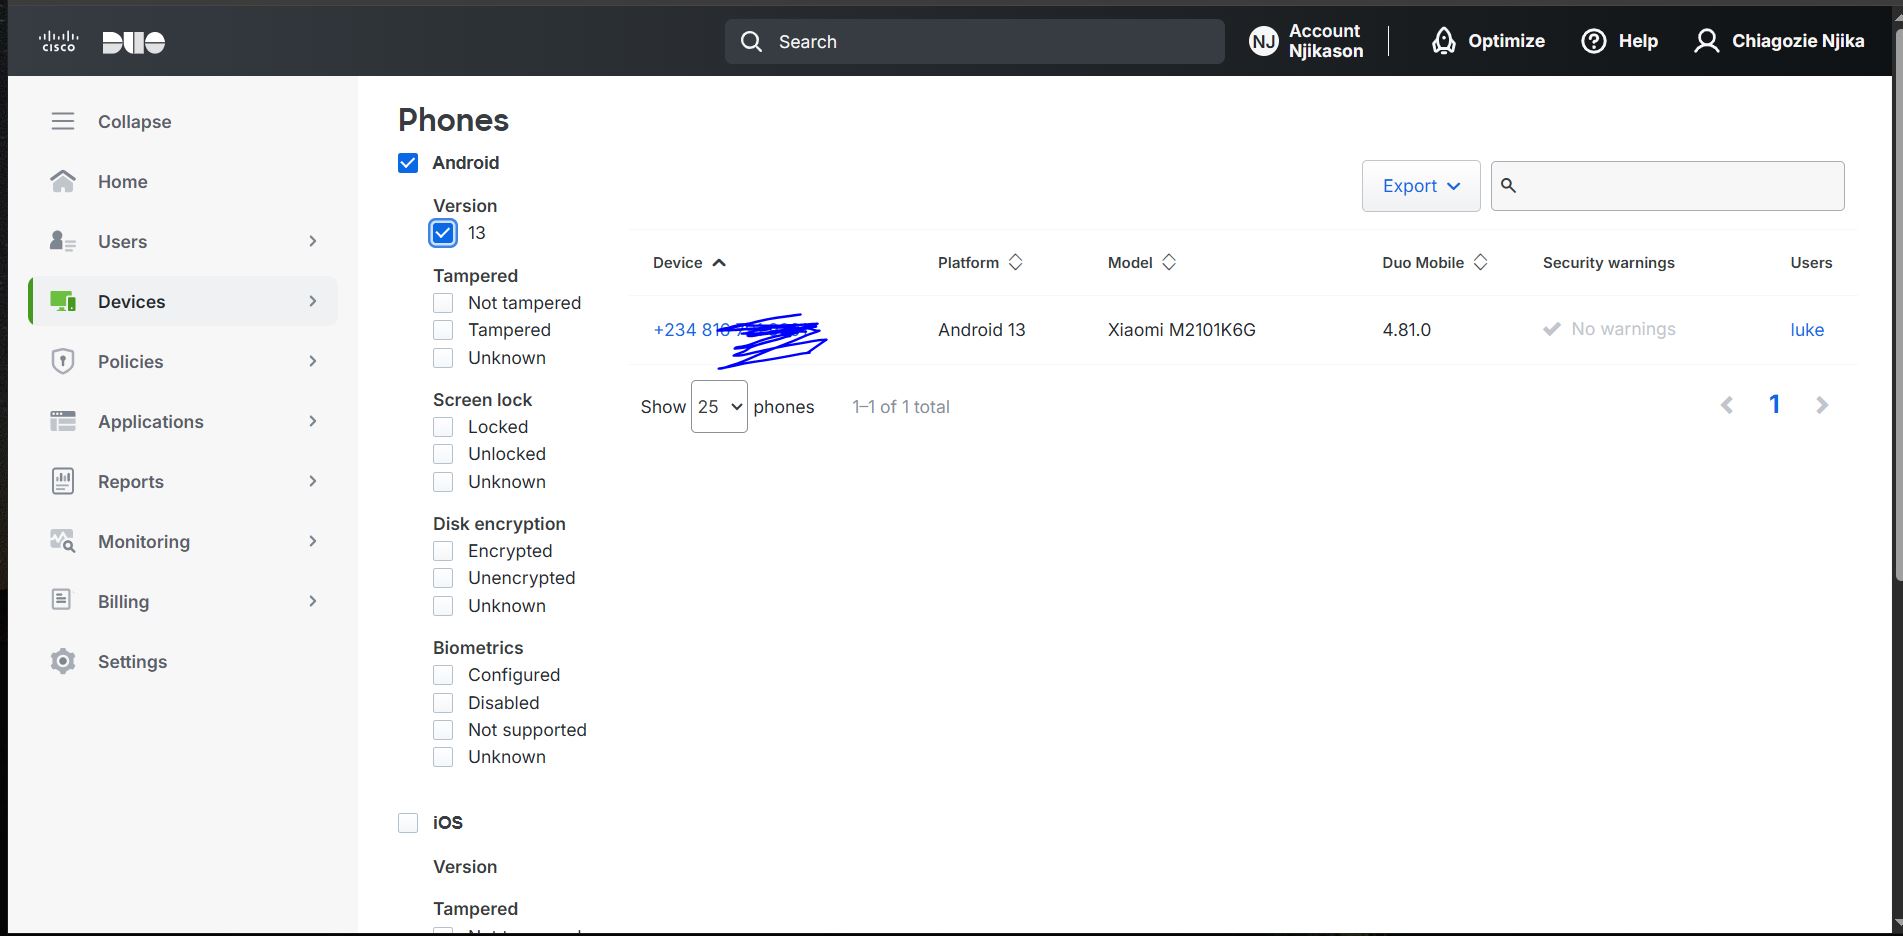 CISCO DUO
Search
NJ
Account
Njikason
Optimize
Help
Chiagozie Njika
Collapse
Home
Users
Devices
Policies
Applications
Reports
Monitoring
Billing
Settings
Phones
Android
Version
13
Tampered
Not tampered
Tampered
Unknown
Screen lock
Locked
Unlocked
Unknown
Disk encryption
Encrypted
Unencrypted
Unknown
Biometrics
Configured
Disabled
Not supported
Unknown
iOS
Version
Tampered
Export
Device Platform Model Duo Mobile Security warnings Users
+234 Android 13 Xiaomi M2101K6G 4.81.0 No warnings luke
Show 25 phones 1–1 of 1 total
1